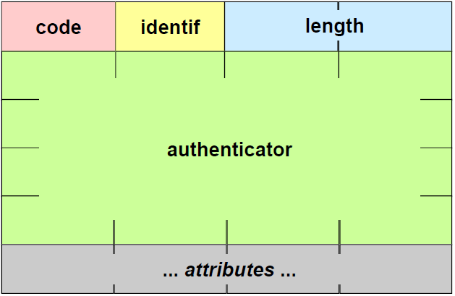 code identif length
authenticator
... attributes ...